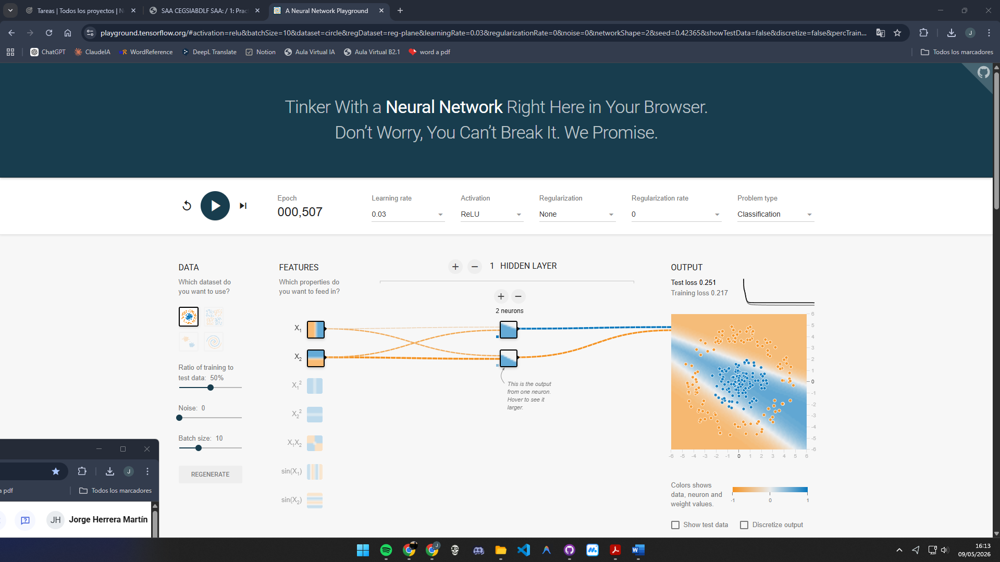 Tareas | Todos los proyectos | N
SAA CEGSIABDLF SAA: / 1: Prac
A Neural Network Playground
playground.tensorflow.org/#activation=relu&batchSize=10&dataset=circle&regDataset=reg-plane&learningRate=0.03&regularizationRate=0&noise=0&networkShape=2&seed=0.42365&showTestData=false&discretize=false&percTrain...
J
ChatGPT
ClaudeIA
WordReference
DeepL Translate
Notion
Aula Virtual IA
Aula Virtual B2.1
word a pdf
Todos los marcadores
Tinker With a Neural Network Right Here in Your Browser.
Don't Worry, You Can't Break It. We Promise.
Epoch
000,507
Learning rate
0.03
Activation
ReLU
Regularization
None
Regularization rate
0
Problem type
Classification
DATA
Which dataset do
you want to use?
Ratio of training to
test data: 50%
Noise: 0
Batch size: 10
REGENERATE
FEATURES
Which properties do
you want to feed in?
X1
X2
X1²
X2²
X1X2
sin(X1)
sin(X2)
1 HIDDEN LAYER
2 neurons
This is the output
from one neuron.
Hover to see it
larger.
OUTPUT
Test loss 0.251
Training loss 0.217
6
5
4
3
2
1
0
-1
-2
-3
-4
-5
-6
-6 -5 -4 -3 -2 -1 0 1 2 3 4 5 6
Colors shows
data, neuron and
weight values.
-1 0 1
Show test data
Discretize output
J
a pdf
Todos los marcadores
JH
Jorge Herrera Martín
J
16:13
09/05/2026